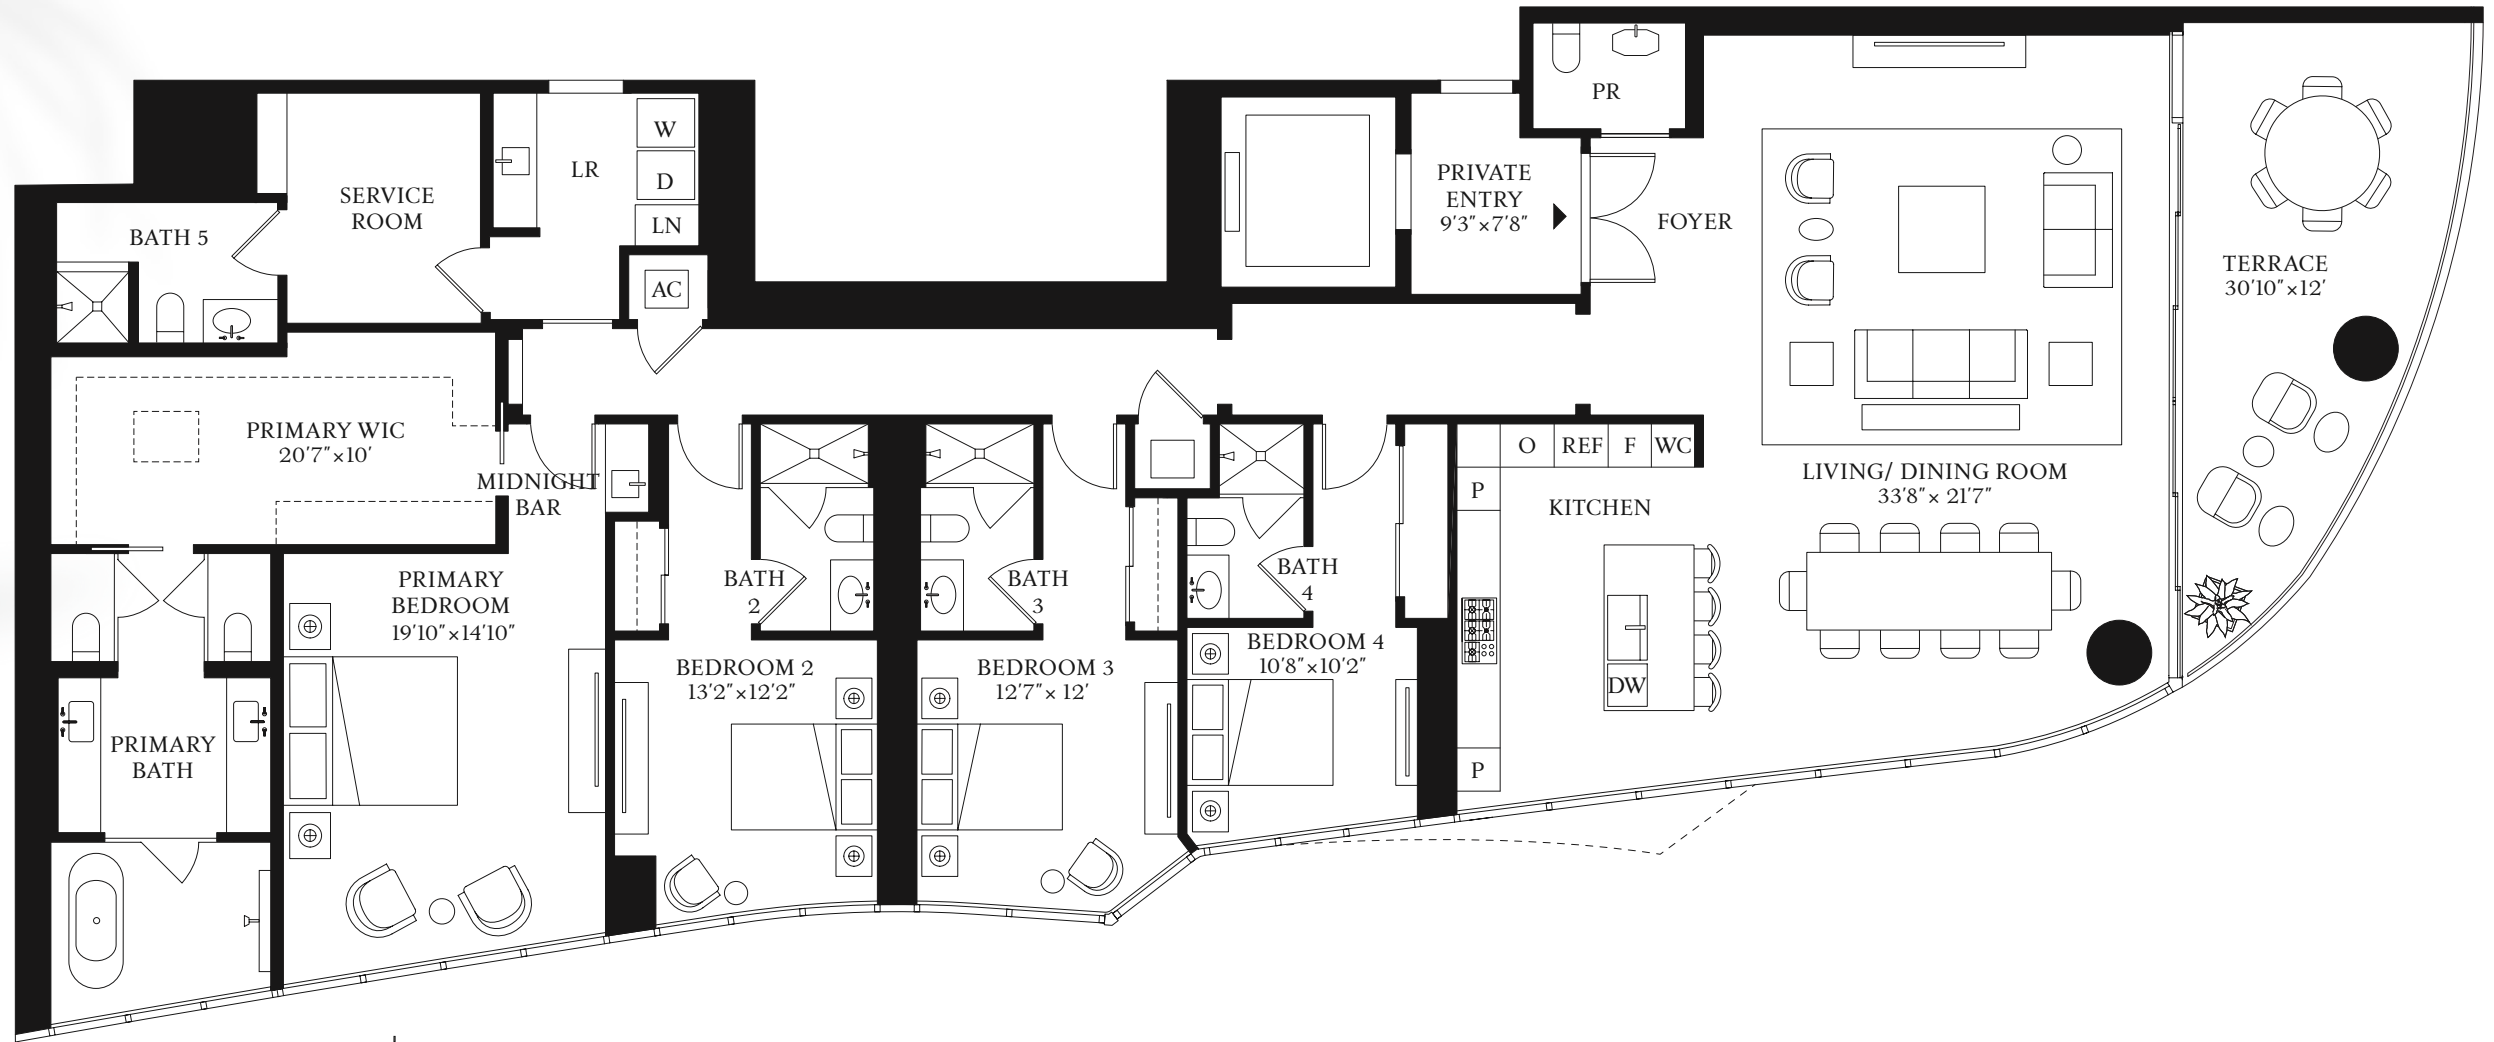 PR
W
LR
D
LN
AC
SERVICE
ROOM
BATH 5
PRIVATE
ENTRY
9'3"×7'8"
FOYER
TERRACE
30'10"×12'
PRIMARY WIC
20'7"×10'
MIDNIGHT
BAR
O
REF
F
WC
P
KITCHEN
LIVING/ DINING ROOM
33'8"× 21'7"
PRIMARY
BEDROOM
19'10"×14'10"
BATH
2
BATH
3
BATH
4
BEDROOM 2
13'2"×12'2"
BEDROOM 3
12'7"× 12'
BEDROOM 4
10'8"×10'2"
DW
P
PRIMARY
BATH